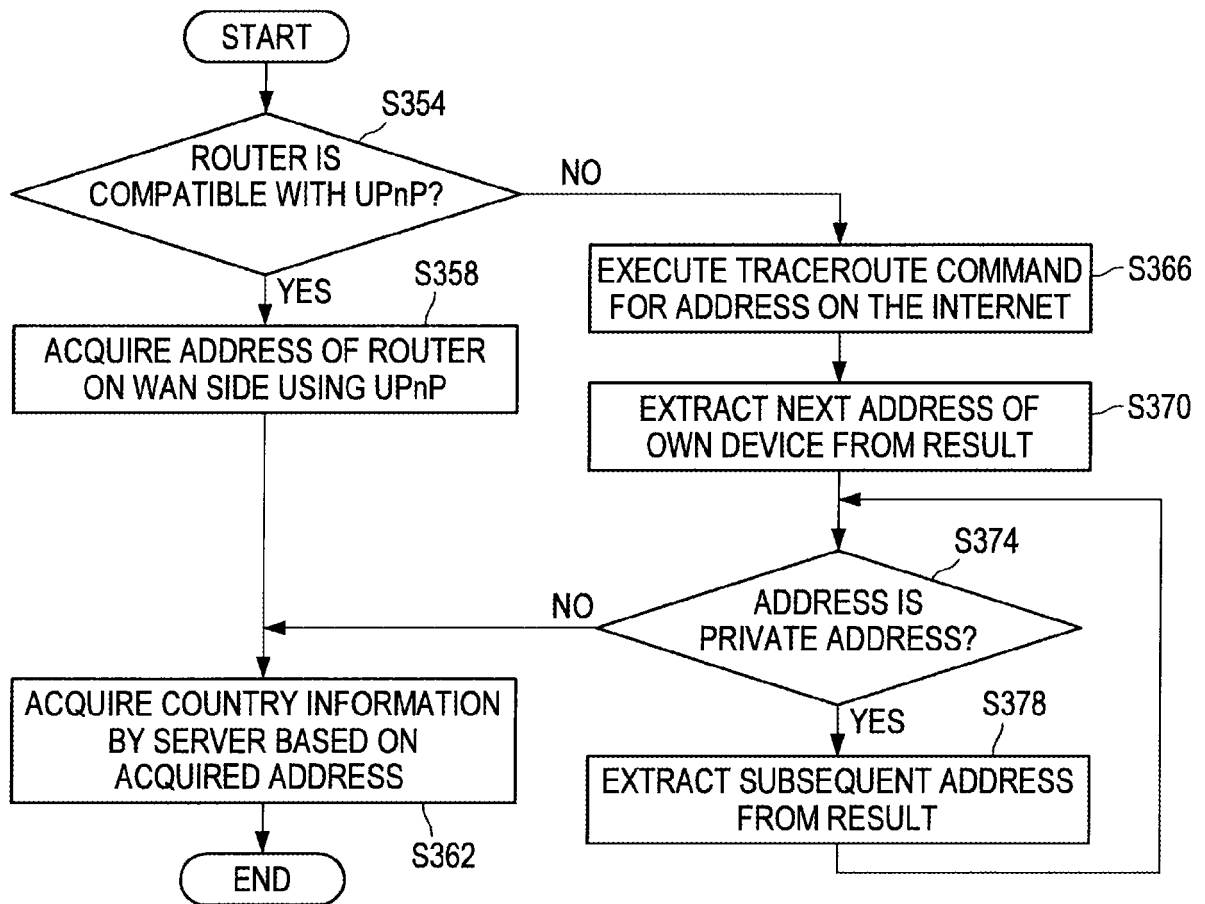 START
S354
ROUTER IS
COMPATIBLE WITH UPnP?
NO
YES
S358
ACQUIRE ADDRESS OF ROUTER
ON WAN SIDE USING UPnP
EXECUTE TRACEROUTE COMMAND
FOR ADDRESS ON THE INTERNET
S366
EXTRACT NEXT ADDRESS OF
OWN DEVICE FROM RESULT
S370
S374
ADDRESS IS
PRIVATE ADDRESS?
NO
YES
S378
EXTRACT SUBSEQUENT ADDRESS
FROM RESULT
ACQUIRE COUNTRY INFORMATION
BY SERVER BASED ON
ACQUIRED ADDRESS
S362
END